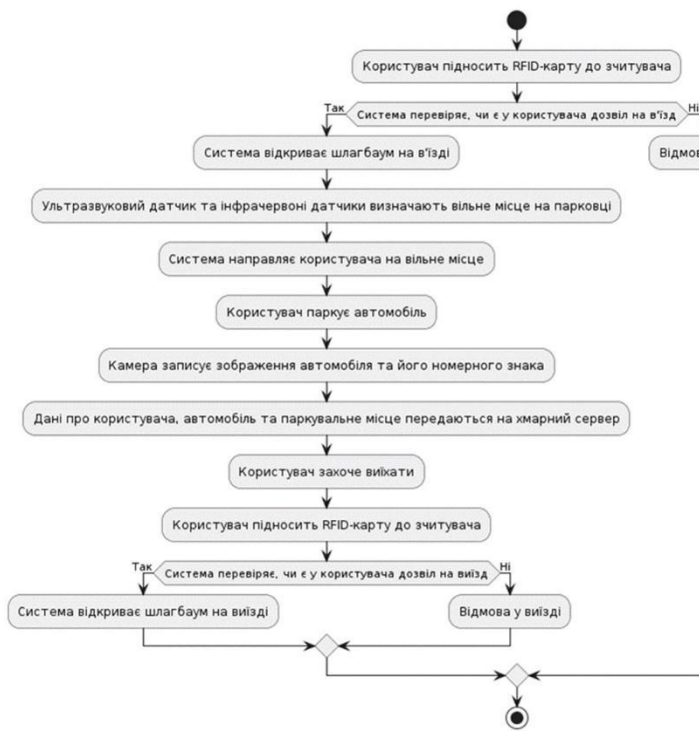 Користувач підносить RFID-карту до зчитувача
Так
Система перевіряє, чи є у користувача дозвіл на в'їзд
Ні
Система відкриває шлагбаум на в'їзді
Ультразвуковий датчик та інфрачервоні датчики визначають вільне місце на парковці
Система направляє користувача на вільне місце
Користувач паркує автомобіль
Камера записує зображення автомобіля та його номерного знака
Дані про користувача, автомобіль та паркувальне місце передаються на хмарний сервер
Користувач захоче виїхати
Користувач підносить RFID-карту до зчитувача
Так
Система перевіряє, чи є у користувача дозвіл на виїзд
Ні
Система відкриває шлагбаум на виїзді
Відмова у виїзді